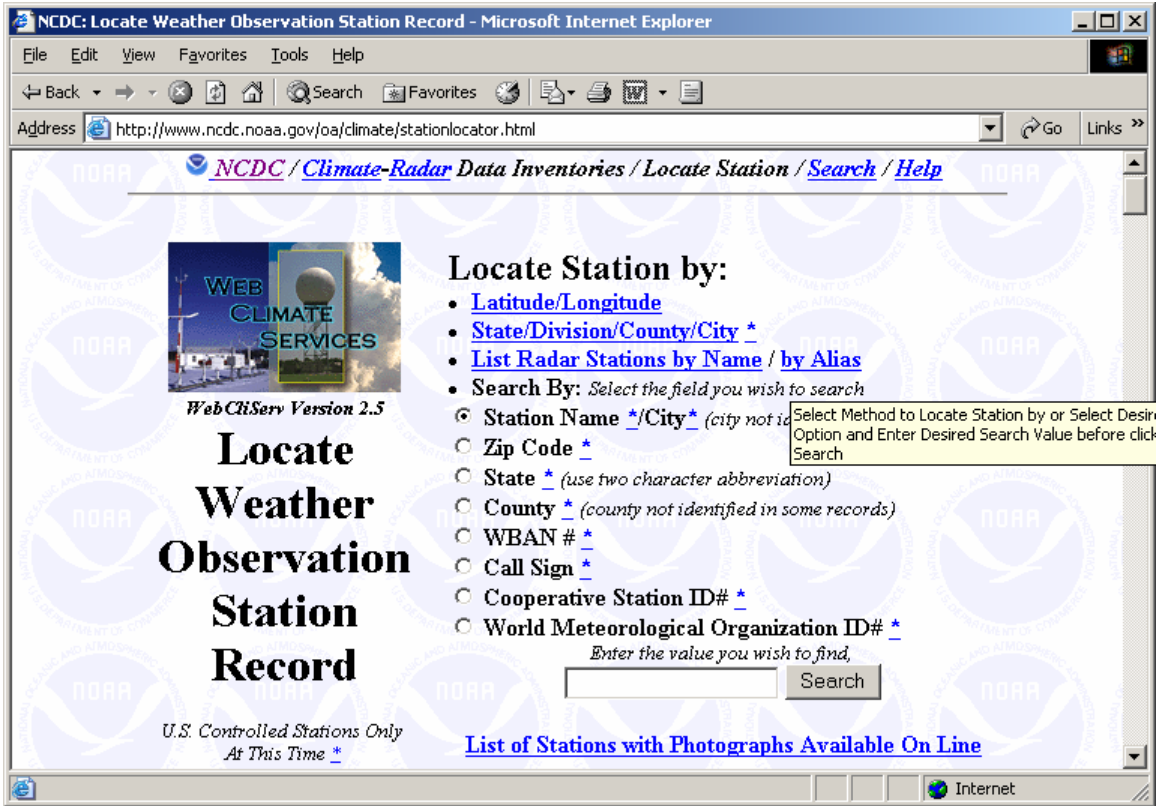 NCDC: Locate Weather Observation Station Record - Microsoft Internet Explorer
File Edit View Favorites Tools Help
Back Search Favorites
Address http://www.ncdc.noaa.gov/oa/climate/stationlocator.html Go Links »
NCDC / Climate-Radar Data Inventories / Locate Station / Search / Help
WEB
CLIMATE
SERVICES
WebCliServ Version 2.5
Locate
Weather
Observation
Station
Record
U.S. Controlled Stations Only
At This Time *
Locate Station by:
• Latitude/Longitude
• State/Division/County/City *
• List Radar Stations by Name / by Alias
• Search By: Select the field you wish to search
Station Name */City* (city not
Select Method to Locate Station by or Select
Option and Enter Desired Search Value before
Search
Zip Code *
State * (use two character abbreviation)
County * (county not identified in some records)
WBAN # *
Call Sign *
Cooperative Station ID# *
World Meteorological Organization ID# *
Enter the value you wish to find,
Search
List of Stations with Photographs Available On Line
Internet